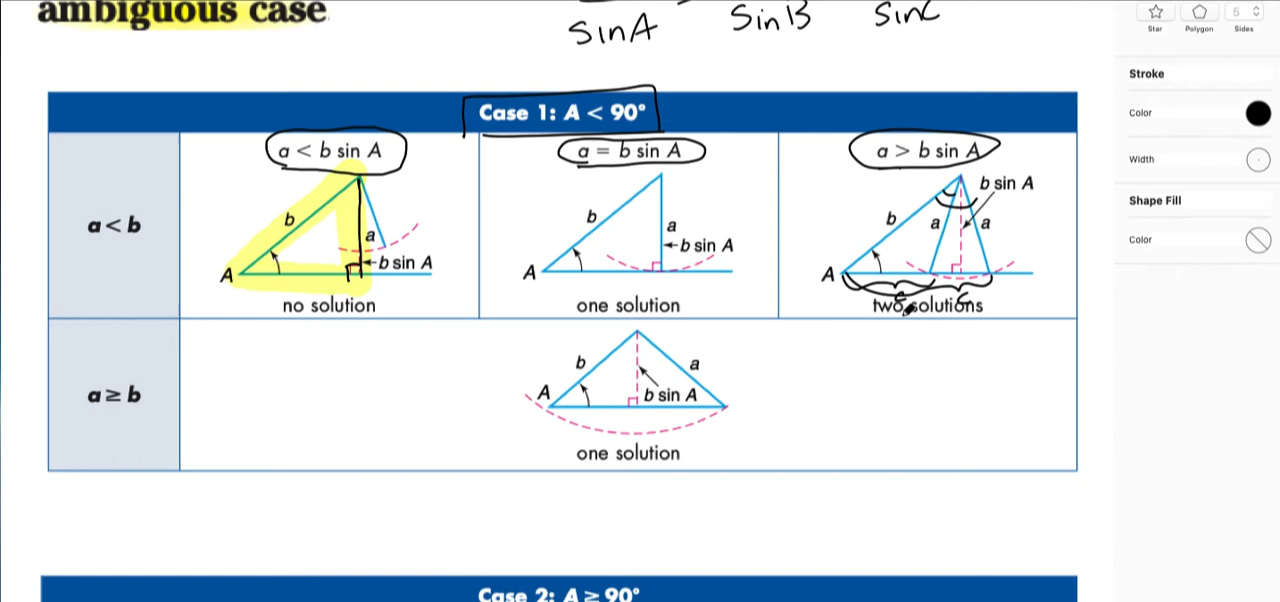 ambiguous case
SinA SinB SinC
5
Star Polygon Sides
Stroke
Color
Width
Shape Fill
Color
Case 1: A < 90°
a < b sin A
a = b sin A
a > b sin A
a < b
b
a
b sin A
A
no solution
b
a
b sin A
A
one solution
b sin A
b
a
a
A
two solutions
c c
a ≥ b
b
a
A
b sin A
one solution
Case 2: A ≥ 90°